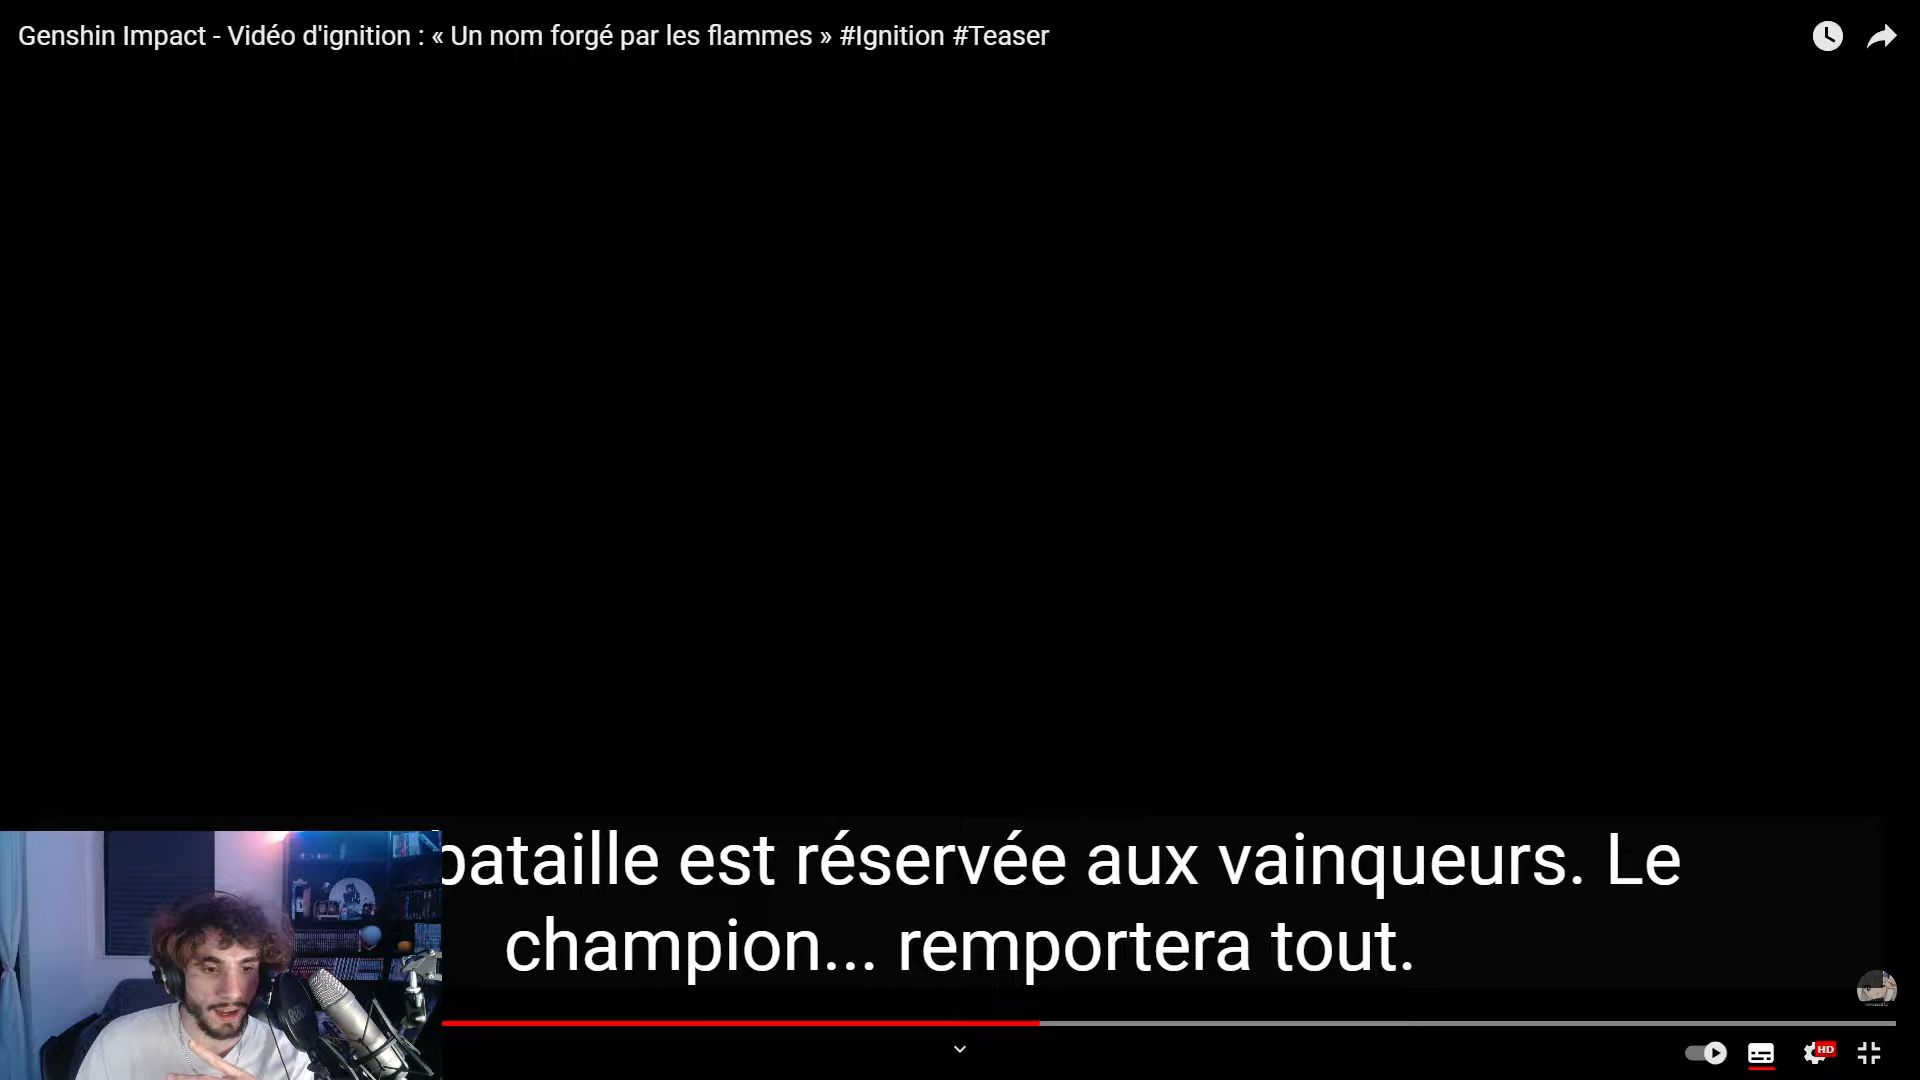 Genshin Impact - Vidéo d'ignition : « Un nom forgé par les flammes » #Ignition #Teaser
bataille est réservée aux vainqueurs. Le
champion... remportera tout.
HD